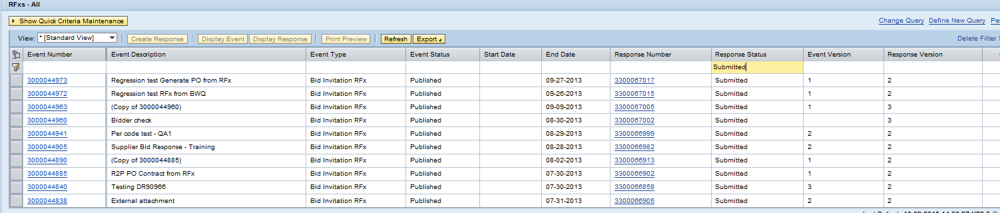 RFxs - All
Show Quick Criteria Maintenance
Change Query Define New Query
View: * [Standard View] Create Response Display Event Display Response Print Preview Refresh Export
Delete Filter
Event Number Event Description Event Type Event Status Start Date End Date Response Number Response Status Event Version Response Version
Submitted
3000044973 Regression test Generate PO from RFx Bid Invitation RFx Published 09-27-2013 3300067017 Submitted 1 2
3000044972 Regression test RFx from BWQ Bid Invitation RFx Published 09-26-2013 3300067015 Submitted 1 2
3000044963 (Copy of 3000044960) Bid Invitation RFx Published 09-09-2013 3300067005 Submitted 1 3
3000044960 Bidder check Bid Invitation RFx Published 08-30-2013 3300067002 Submitted 3
3000044941 Per code test - QA1 Bid Invitation RFx Published 08-29-2013 3300066999 Submitted 2 2
3000044905 Supplier Bid Response - Training Bid Invitation RFx Published 08-28-2013 3300066982 Submitted 2 2
3000044890 (Copy of 3000044885) Bid Invitation RFx Published 08-02-2013 3300066913 Submitted 1 2
3000044885 R2P PO Contract from RFx Bid Invitation RFx Published 07-30-2013 3300066902 Submitted 1 2
3000044840 Testing DR90966 Bid Invitation RFx Published 07-30-2013 3300066858 Submitted 3 2
3000044838 External attachment Bid Invitation RFx Published 07-31-2013 3300066905 Submitted 2 2